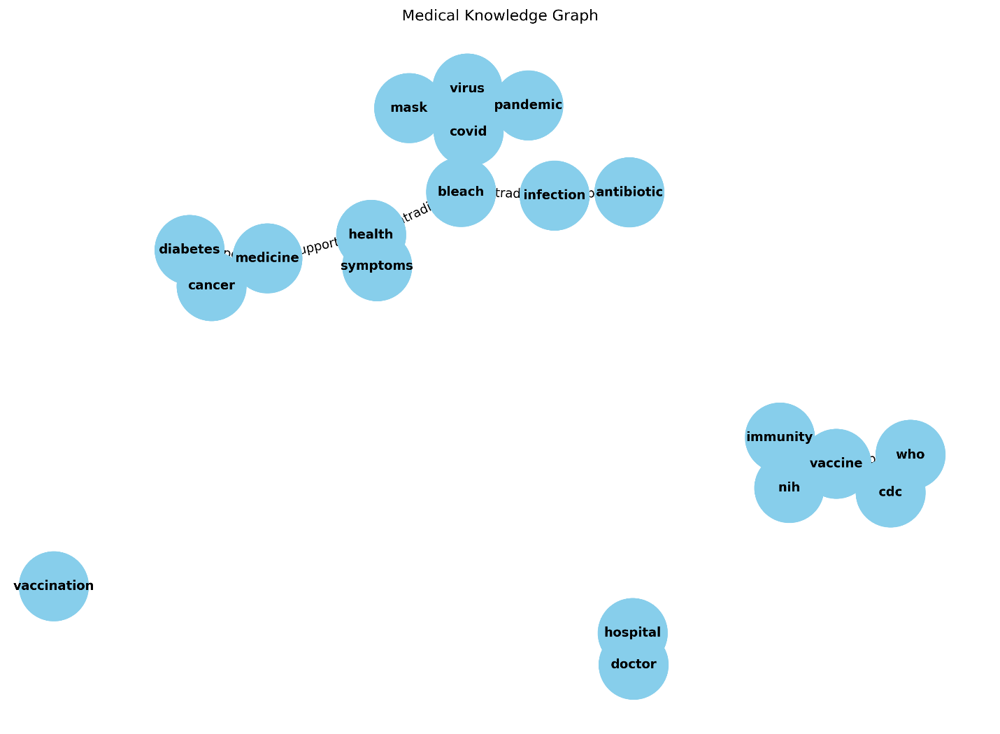 Medical Knowledge Graph
virus
mask
pandemic
covid
bleach
infection
antibiotic
health
diabetes
medicine
symptoms
cancer
immunity
who
vaccine
nih
cdc
vaccination
hospital
doctor